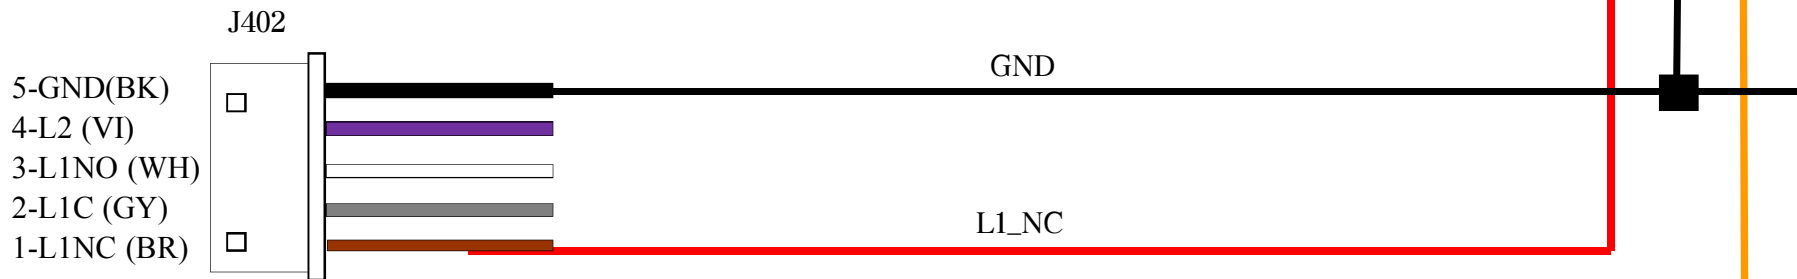 J402
GND
5-GND(BK)
4-L2 (VI)
3-L1NO (WH)
2-L1C (GY)
L1_NC
1-L1NC (BR)